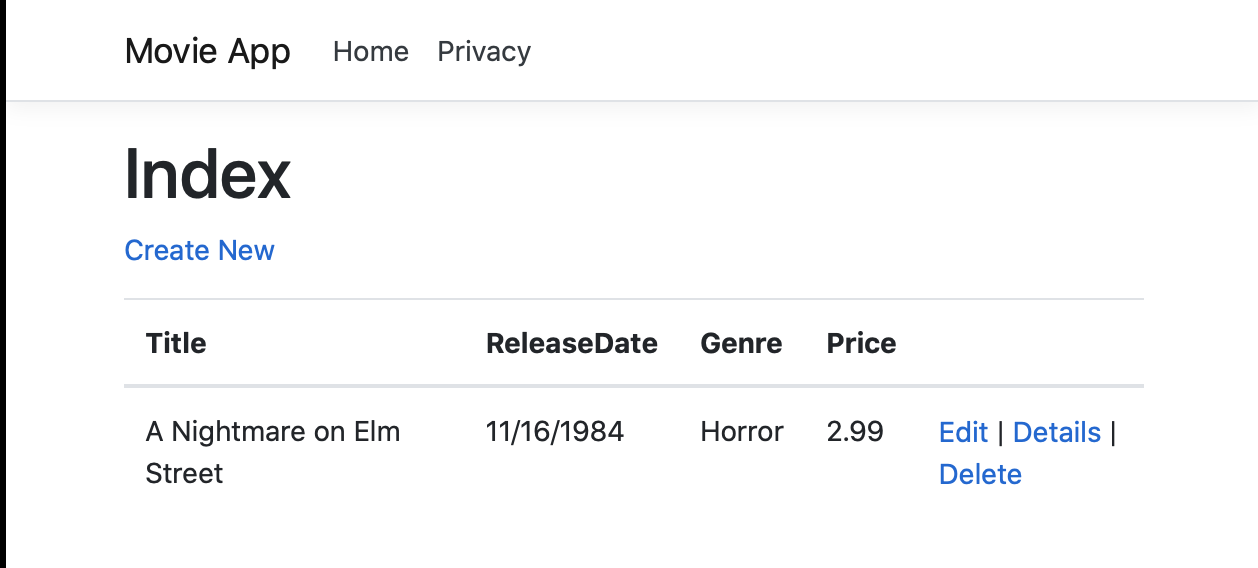 Movie App Home Privacy
Index
Create New
Title ReleaseDate Genre Price
A Nightmare on Elm 11/16/1984 Horror 2.99 Edit | Details |
Street Delete